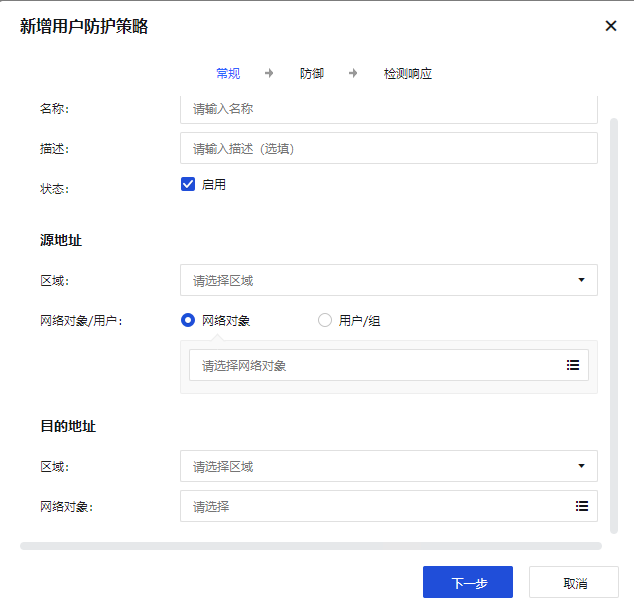 新增用户防护策略
常规 防御 检测响应
名称: 请输入名称
描述: 请输入描述（选填）
状态: 启用
源地址
区域: 请选择区域
网络对象/用户: 网络对象 用户/组
请选择网络对象
目的地址
区域: 请选择区域
网络对象: 请选择
下一步 取消